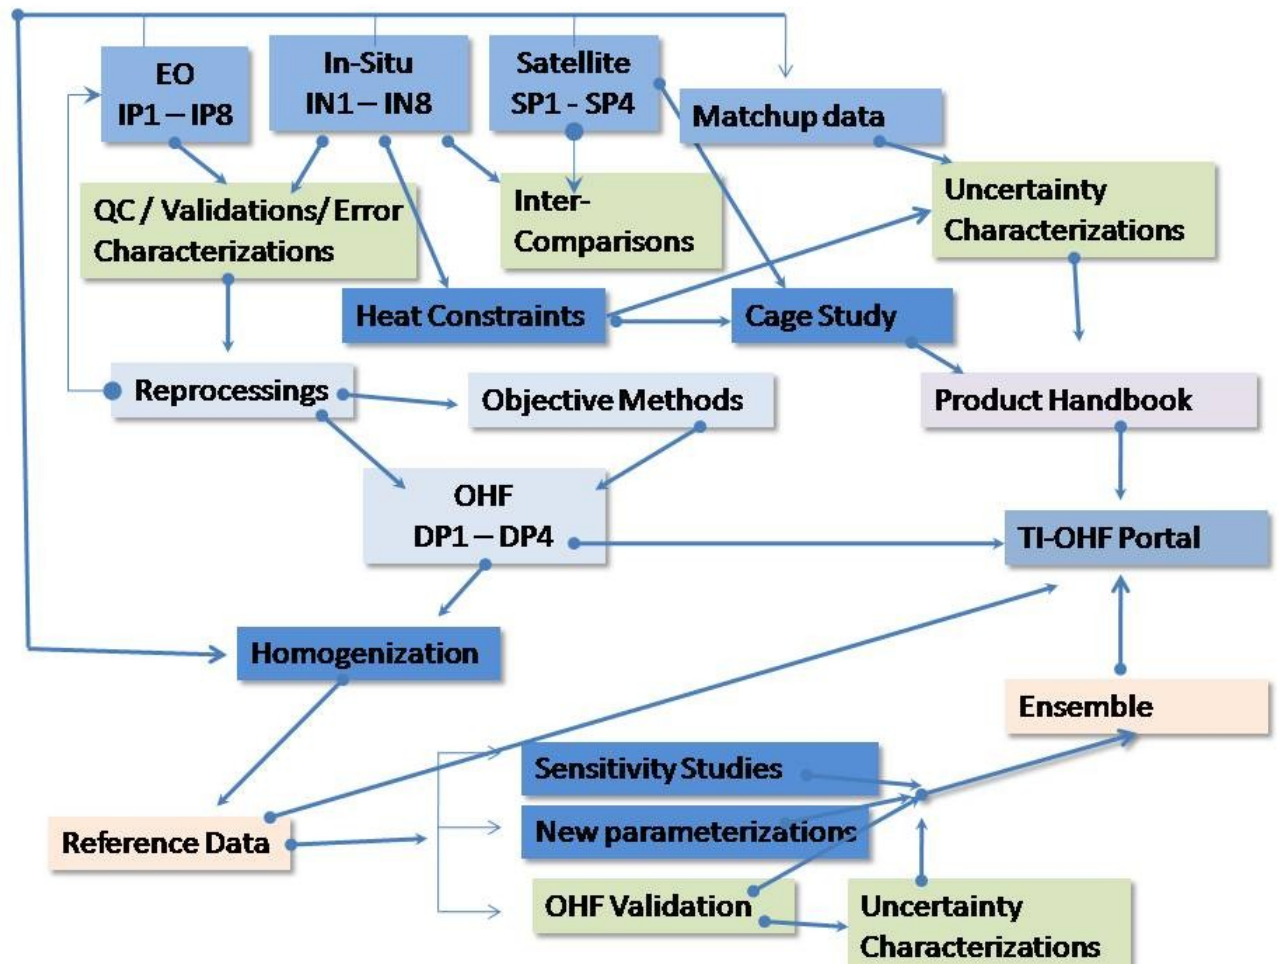 EO
IP1 – IP8
In-Situ
IN1 – IN8
Satellite
SP1 - SP4
Matchup data
QC / Validations/ Error
Characterizations
Inter-
Comparisons
Uncertainty
Characterizations
Heat Constraints
Cage Study
Reprocessings
Objective Methods
Product Handbook
OHF
DP1 – DP4
TI-OHF Portal
Homogenization
Ensemble
Sensitivity Studies
Reference Data
New parameterizations
OHF Validation
Uncertainty
Characterizations